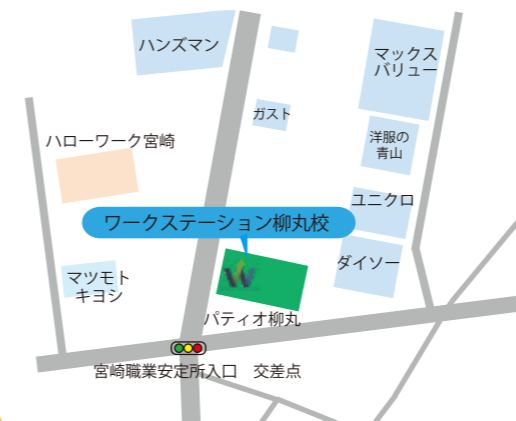 ハンズマン
マックス
バリュー
ガスト
洋服の
青山
ハローワーク宮崎
ユニクロ
ワークステーション柳丸校
ダイソー
マツモト
キヨシ
W
パティオ柳丸
宮崎職業安定所入口 交差点